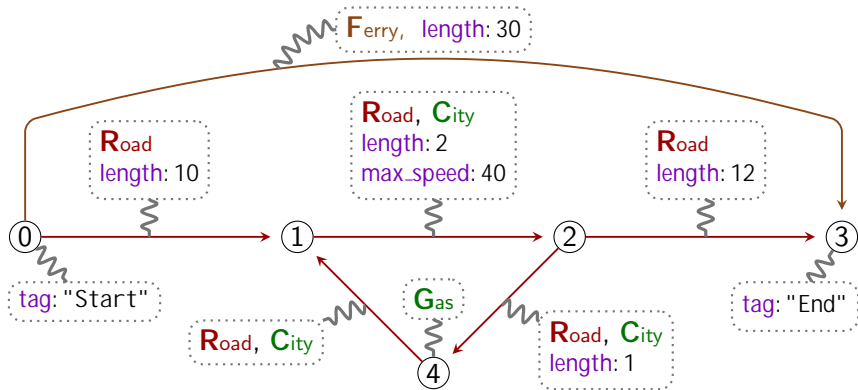 Ferry, length: 30
Road
length: 10
Road, City
length: 2
max_speed: 40
Road
length: 12
0
1
2
3
tag: "Start"
Gas
tag: "End"
Road, City
Road, City
length: 1
4